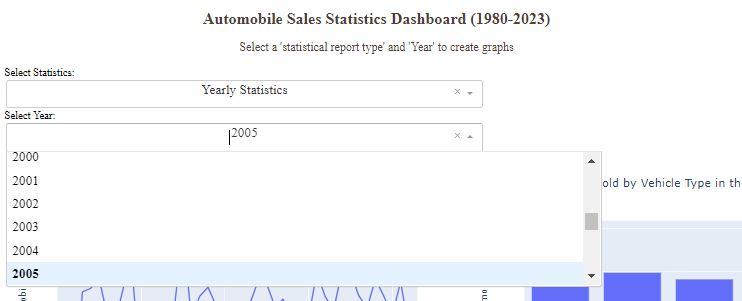 Automobile Sales Statistics Dashboard (1980-2023)
Select a 'statistical report type' and 'Year' to create graphs
Select Statistics:
Yearly Statistics
Select Year:
2005
2000
2001
2002
2003
2004
2005
old by Vehicle Type in th